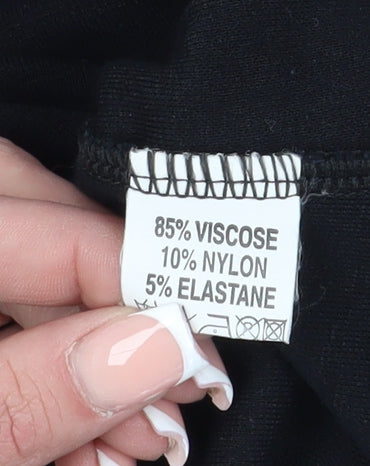 85% VISCOSE
10% NYLON
5% ELASTANE